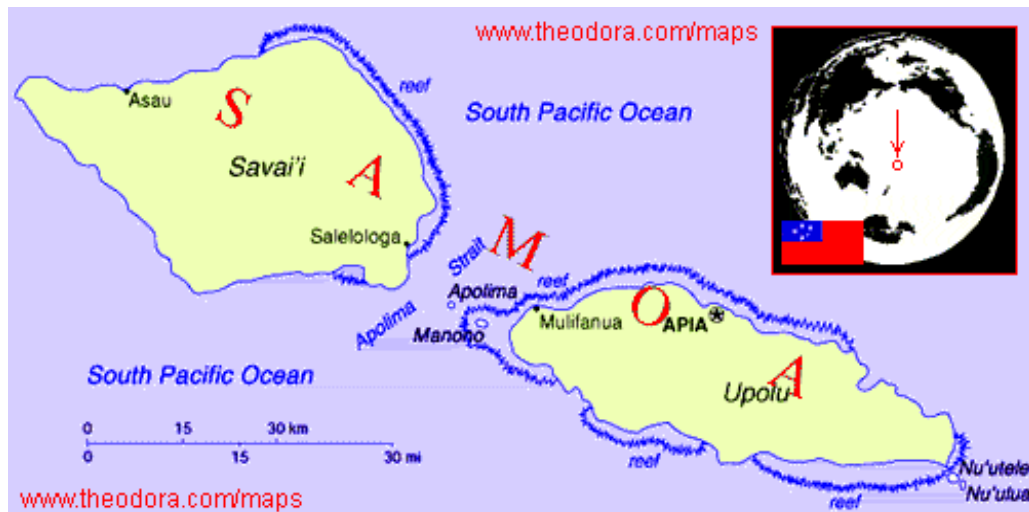 www.theodora.com/maps
reef
Asau
South Pacific Ocean
S
Savai'i
A
Salelologa
M
Strait
reef
Apolima
O
Mulifanua
APIA
Apolima
Manono
A
South Pacific Ocean
Upolu
0 15 30 km
0 15 30 mi
reef
Nu'utele
Nu'utua
reef
www.theodora.com/maps